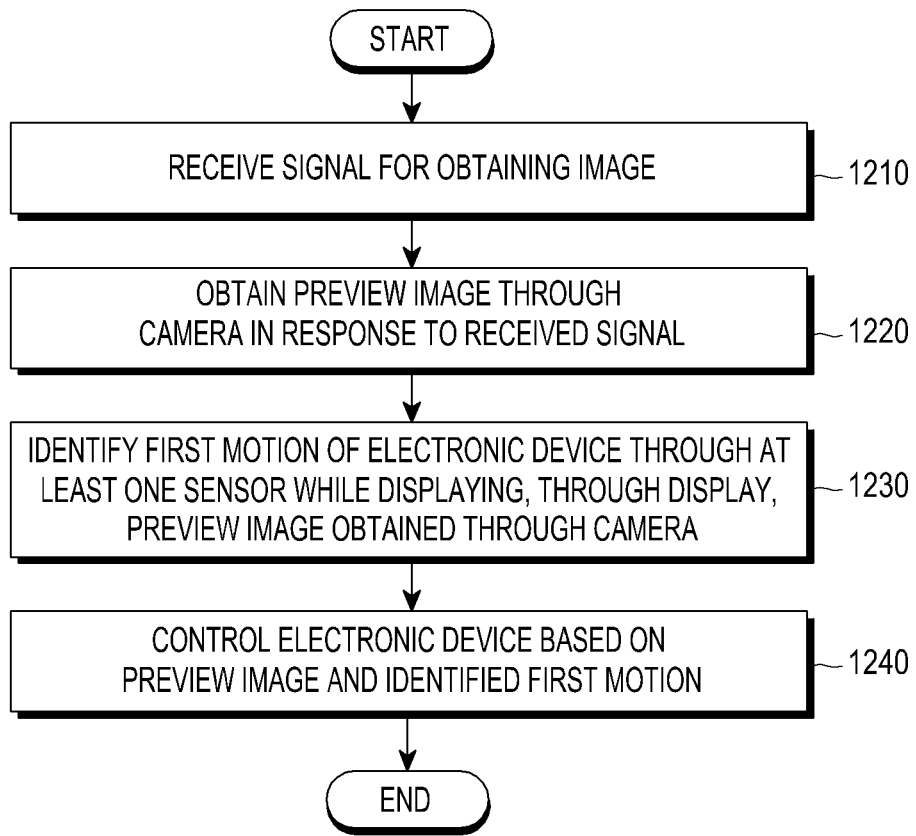 START
RECEIVE SIGNAL FOR OBTAINING IMAGE
1210
OBTAIN PREVIEW IMAGE THROUGH
CAMERA IN RESPONSE TO RECEIVED SIGNAL
1220
IDENTIFY FIRST MOTION OF ELECTRONIC DEVICE THROUGH AT
LEAST ONE SENSOR WHILE DISPLAYING, THROUGH DISPLAY,
PREVIEW IMAGE OBTAINED THROUGH CAMERA
1230
CONTROL ELECTRONIC DEVICE BASED ON
PREVIEW IMAGE AND IDENTIFIED FIRST MOTION
1240
END